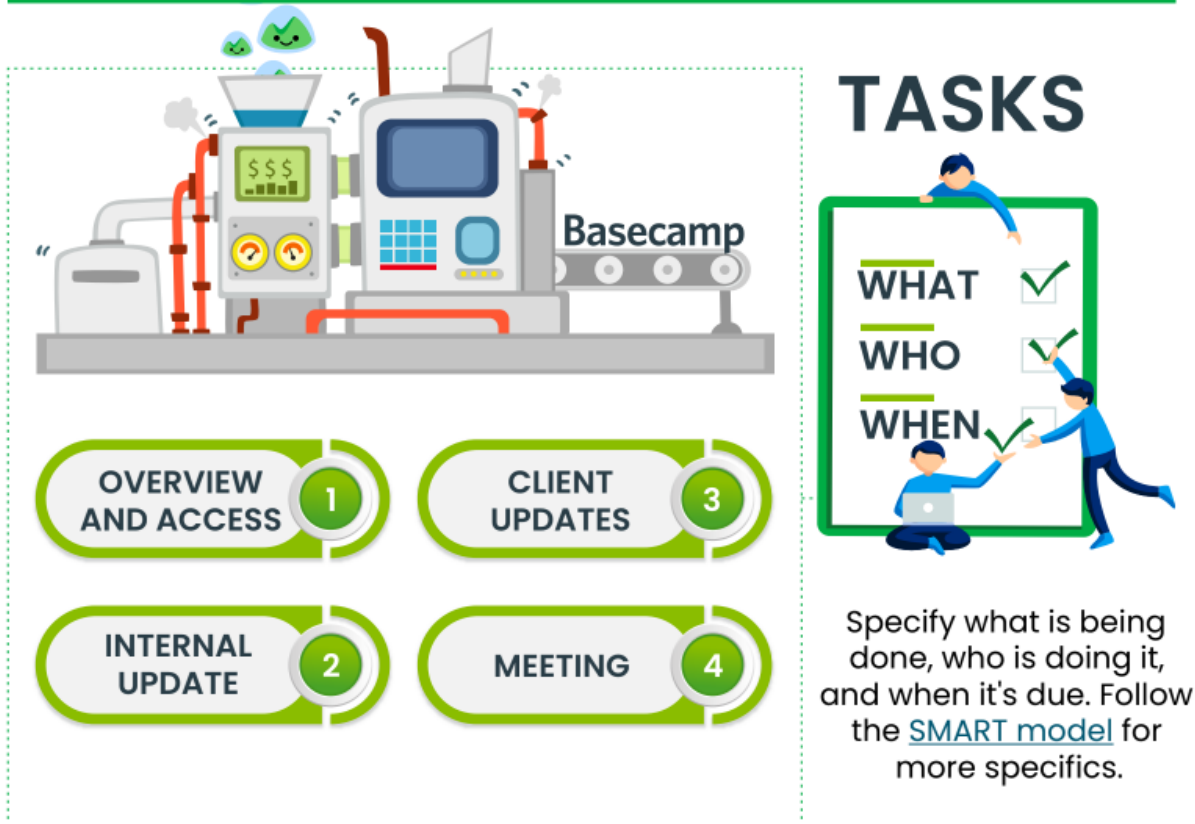 $ $ $
Basecamp
OVERVIEW
AND ACCESS
1
CLIENT
UPDATES
3
INTERNAL
UPDATE
2
MEETING
4
TASKS
WHAT
WHO
WHEN
Specify what is being
done, who is doing it,
and when it's due. Follow
the SMART model for
more specifics.